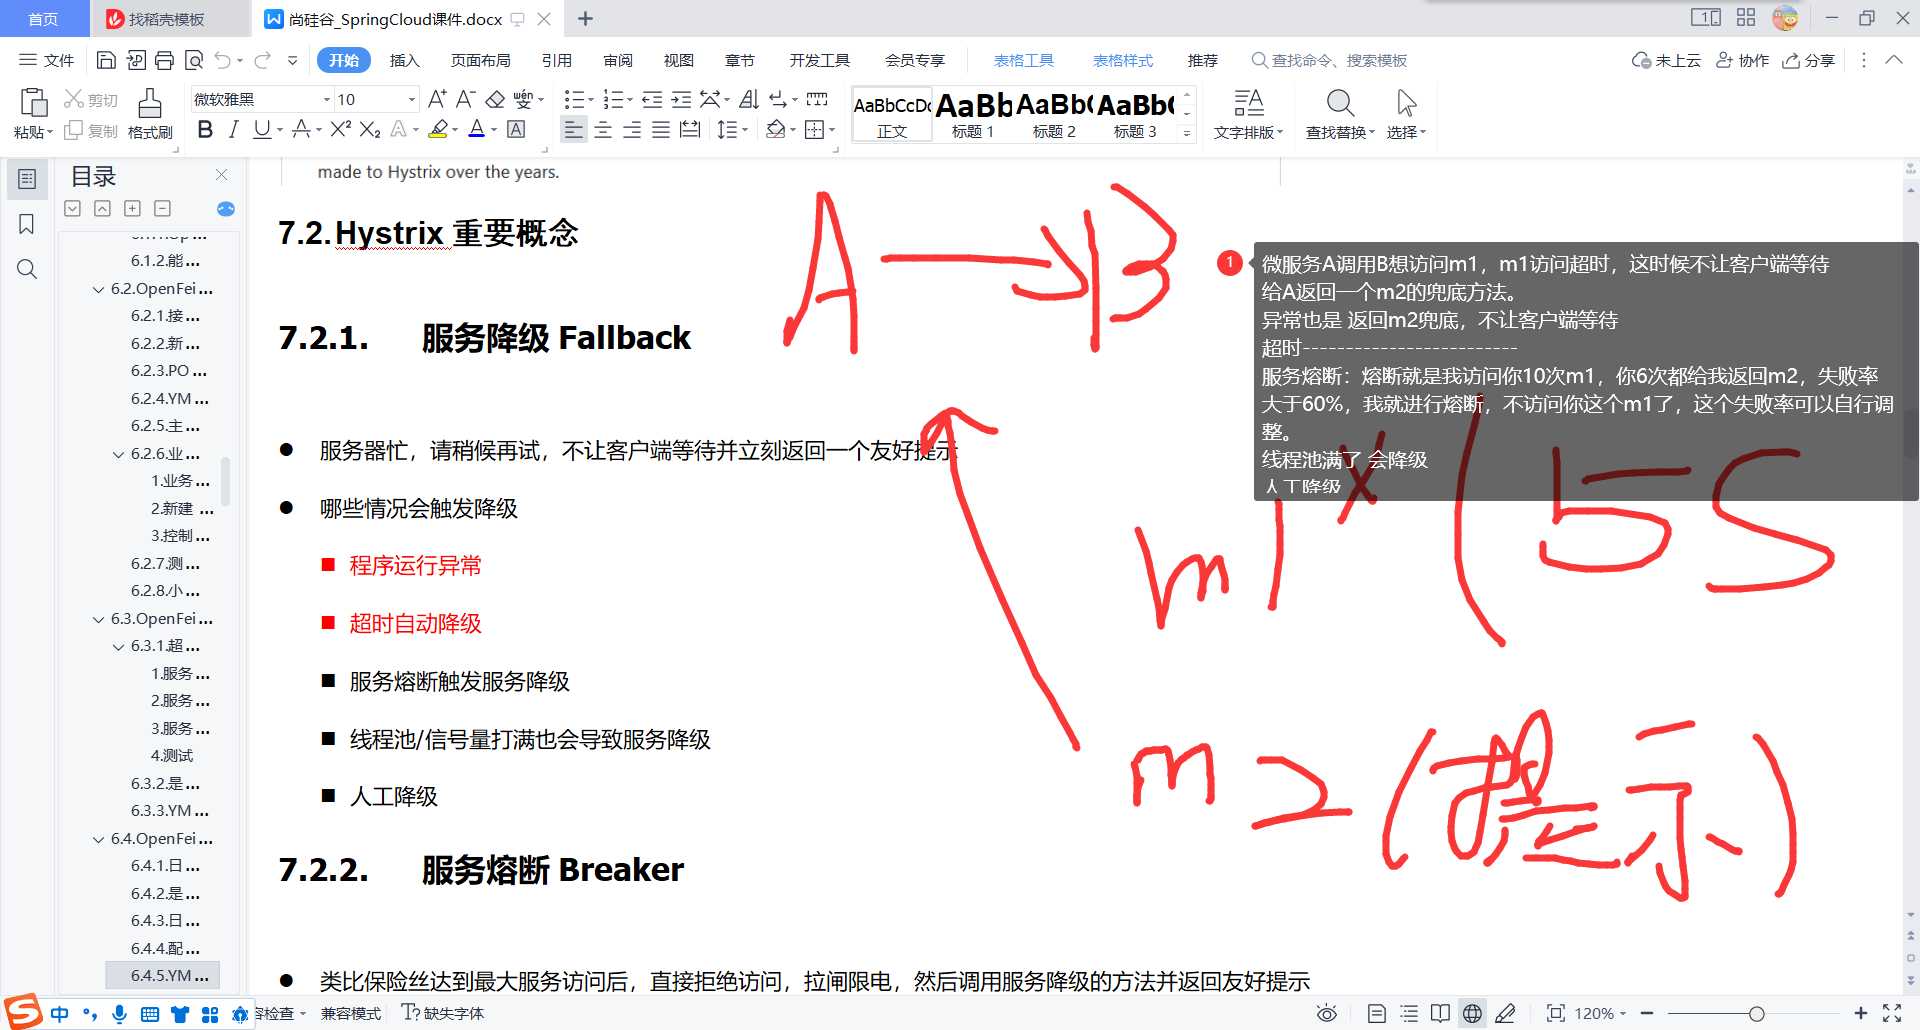 首页
找稻壳模板
尚硅谷_SpringCloud课件.docx
文件
开始
插入
页面布局
引用
审阅
视图
章节
开发工具
会员专享
表格工具
表格样式
推荐
查找命令、搜索模板
未上云
协作
分享
粘贴
剪切
复制
格式刷
微软雅黑
10
AaBbCcDc
正文
AaBb
标题 1
AaBb(
标题 2
AaBb(
标题 3
文字排版
查找替换
选择
目录
6.1.2.能...
6.2.OpenFei...
6.2.1.接...
6.2.2.新...
6.2.3.PO...
6.2.4.YM...
6.2.5.主...
6.2.6.业...
1.业务...
2.新建...
3.控制...
6.2.7.测...
6.2.8.小...
6.3.OpenFei...
6.3.1.超...
1.服务...
2.服务...
3.服务...
4.测试
6.3.2.是...
6.3.3.YM...
6.4.OpenFei...
6.4.1.日...
6.4.2.是...
6.4.3.日...
6.4.4.配...
6.4.5.YM...
made to Hystrix over the years.
7.2.Hystrix 重要概念
7.2.1. 服务降级 Fallback
服务器忙，请稍候再试，不让客户端等待并立刻返回一个友好提示
哪些情况会触发降级
程序运行异常
超时自动降级
服务熔断触发服务降级
线程池/信号量打满也会导致服务降级
人工降级
7.2.2. 服务熔断 Breaker
类比保险丝达到最大服务访问后，直接拒绝访问，拉闸限电，然后调用服务降级的方法并返回友好提示
A
B
1
微服务A调用B想访问m1，m1访问超时，这时候不让客户端等待
给A返回一个m2的兜底方法。
异常也是 返回m2兜底，不让客户端等待
超时-------------------------
服务熔断：熔断就是我访问你10次m1，你6次都给我返回m2，失败率
大于60%，我就进行熔断，不访问你这个m1了，这个失败率可以自行调
整。
线程池满了 会降级
人工降级
m1 x (5S
m2 (提示)
中
兼容模式
缺失字体
120%